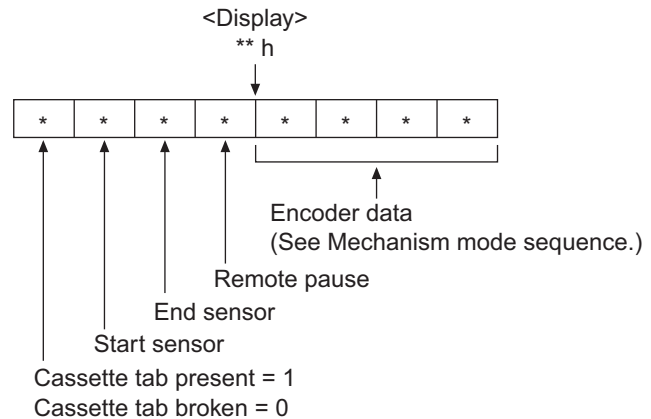 <Display>
** h
* * * * * * * *
Encoder data
(See Mechanism mode sequence.)
Remote pause
End sensor
Start sensor
Cassette tab present = 1
Cassette tab broken = 0